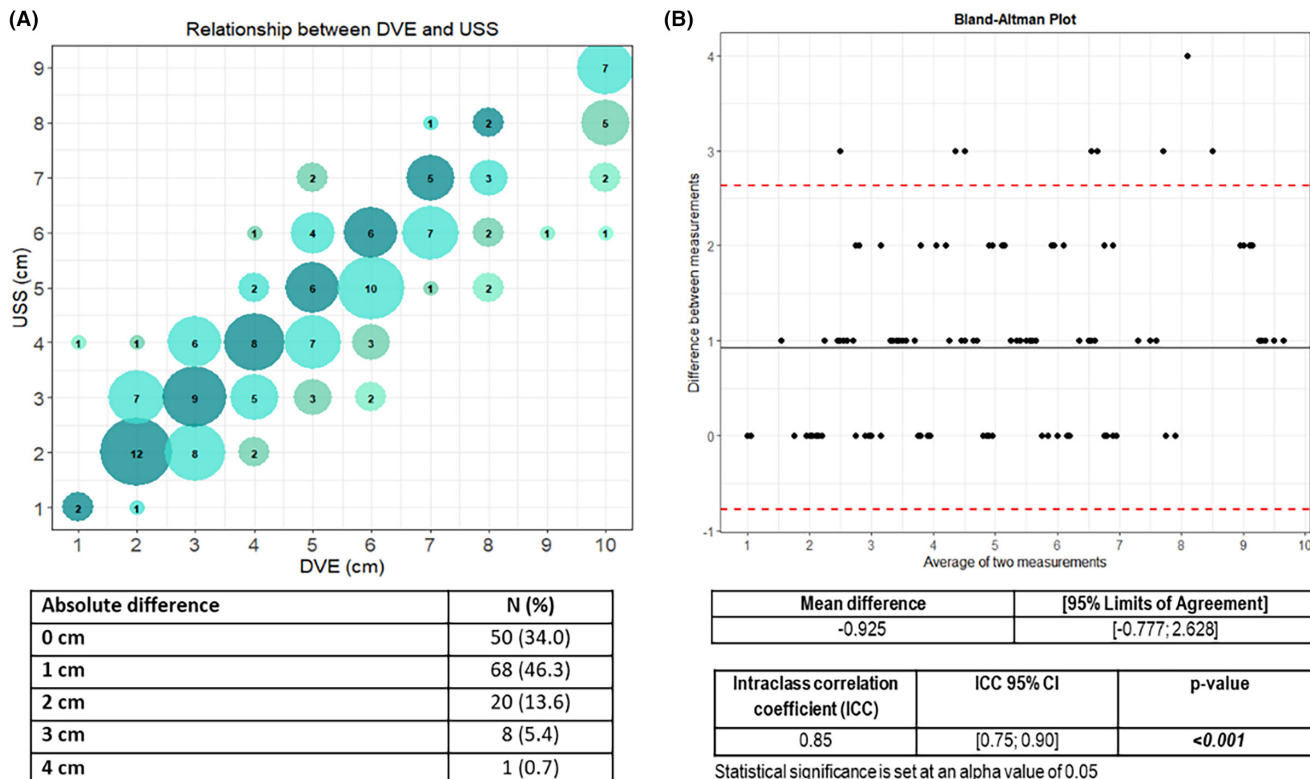 (A)
Relationship between DVE and USS
USS (cm)
9
7
5
8
1
2
5
7
2
5
3
2
6
1
4
6
7
2
1
1
5
2
6
10
1
2
4
1
1
6
8
7
3
3
7
9
5
3
2
2
12
8
2
1
2
1
1 2 3 4 5 6 7 8 9 10
DVE (cm)
Absolute difference N (%)
0 cm 50 (34.0)
1 cm 68 (46.3)
2 cm 20 (13.6)
3 cm 8 (5.4)
4 cm 1 (0.7)
(B)
Bland-Altman Plot
Difference between measurements
4
3
2
1
0
-1
1 2 3 4 5 6 7 8 9 10
Average of two measurements
Mean difference [95% Limits of Agreement]
-0.925 [-0.777; 2.628]
Intraclass correlation ICC 95% CI p-value
coefficient (ICC)
0.85 [0.75; 0.90] <0.001
Statistical significance is set at an alpha value of 0.05